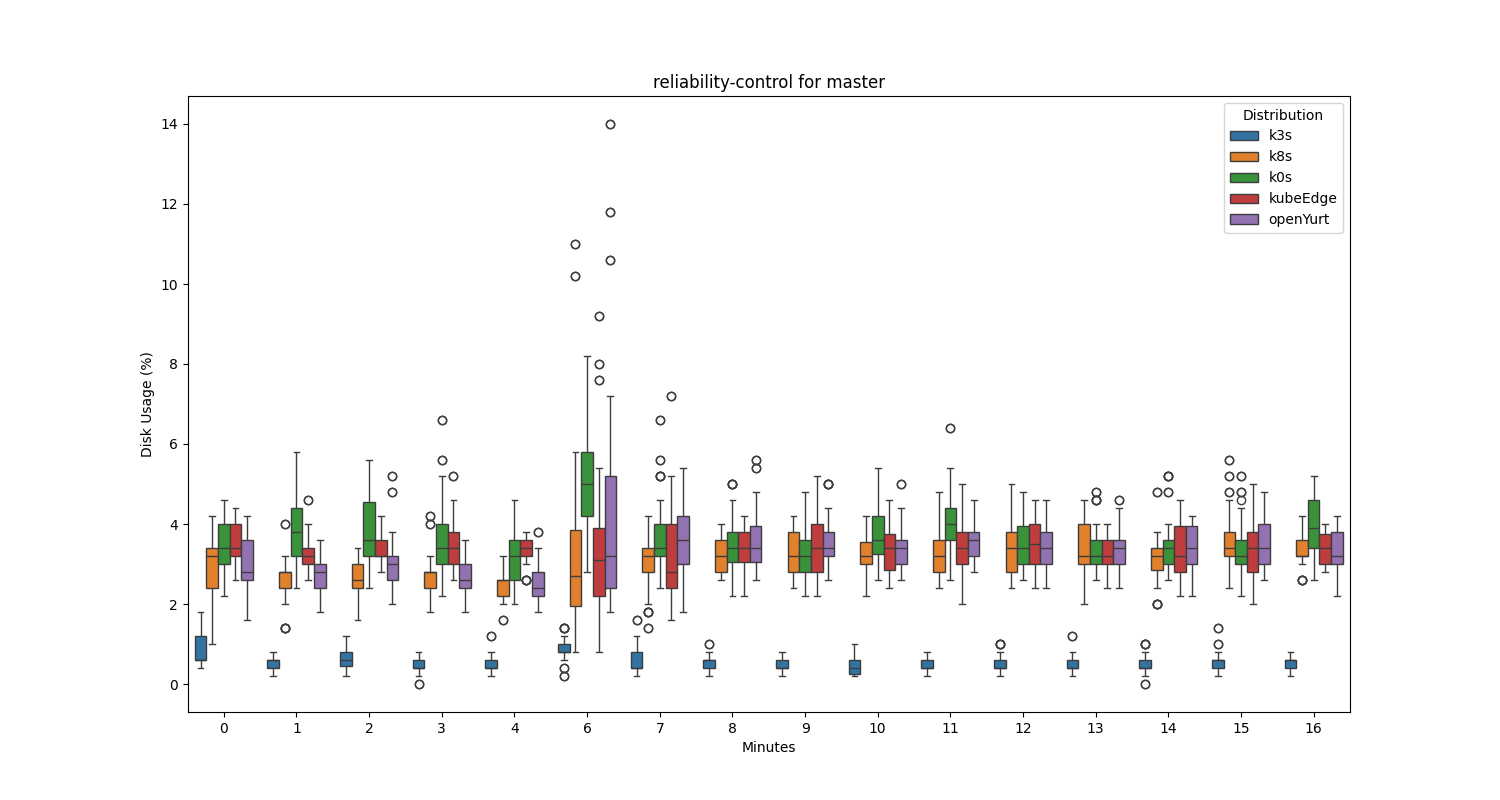 reliability-control for master
Distribution
k3s
k8s
k0s
kubeEdge
openYurt
Disk Usage (%)
14
12
10
8
6
4
2
0
0 1 2 3 4 6 7 8 9 10 11 12 13 14 15 16
Minutes